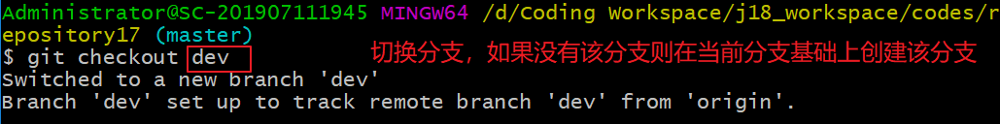 Administrator@SC-201907111945 MINGW64 /d/Coding Workspace/j18_workspace/codes/r
epository17 (master)
$ git checkout dev 切换分支，如果没有该分支则在当前分支基础上创建该分支
Switched to a new branch 'dev'
Branch 'dev' set up to track remote branch 'dev' from 'origin'.